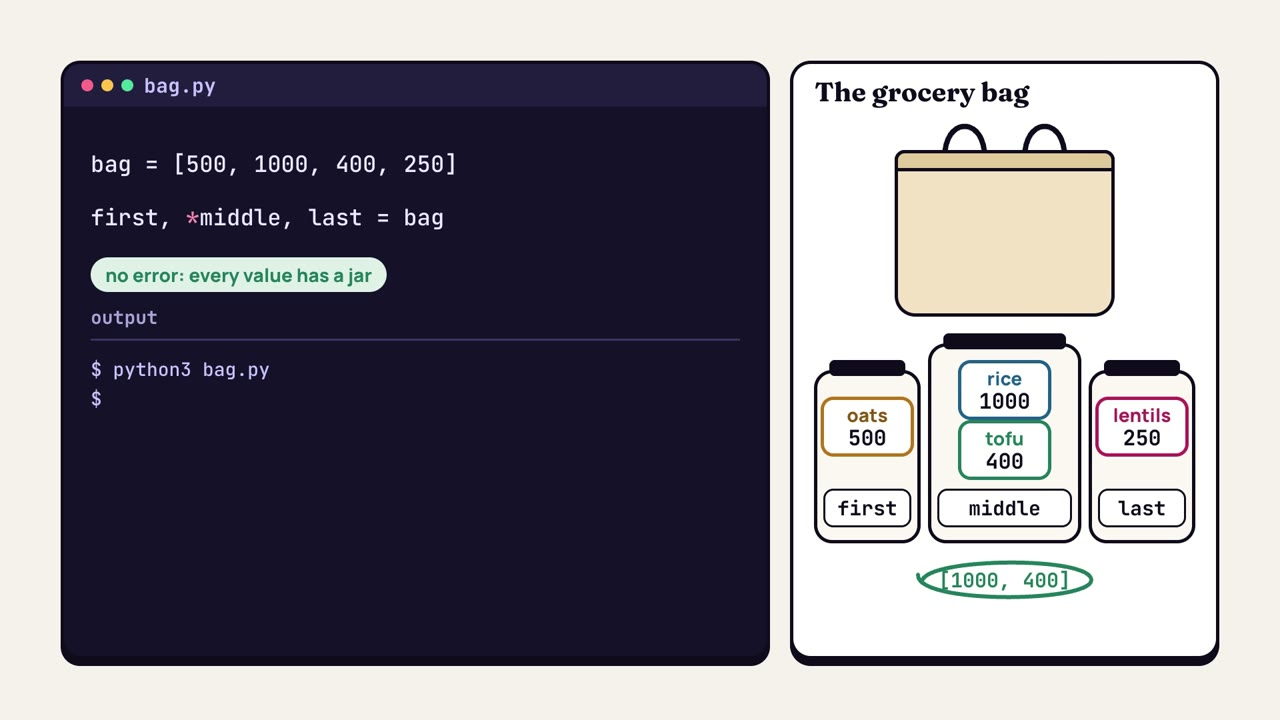 bag.py
bag = [500, 1000, 400, 250]
first, *middle, last = bag
no error: every value has a jar
output
$ python3 bag.py
$
The grocery bag
oats
500
rice
1000
tofu
400
lentils
250
first
middle
last
[1000, 400]